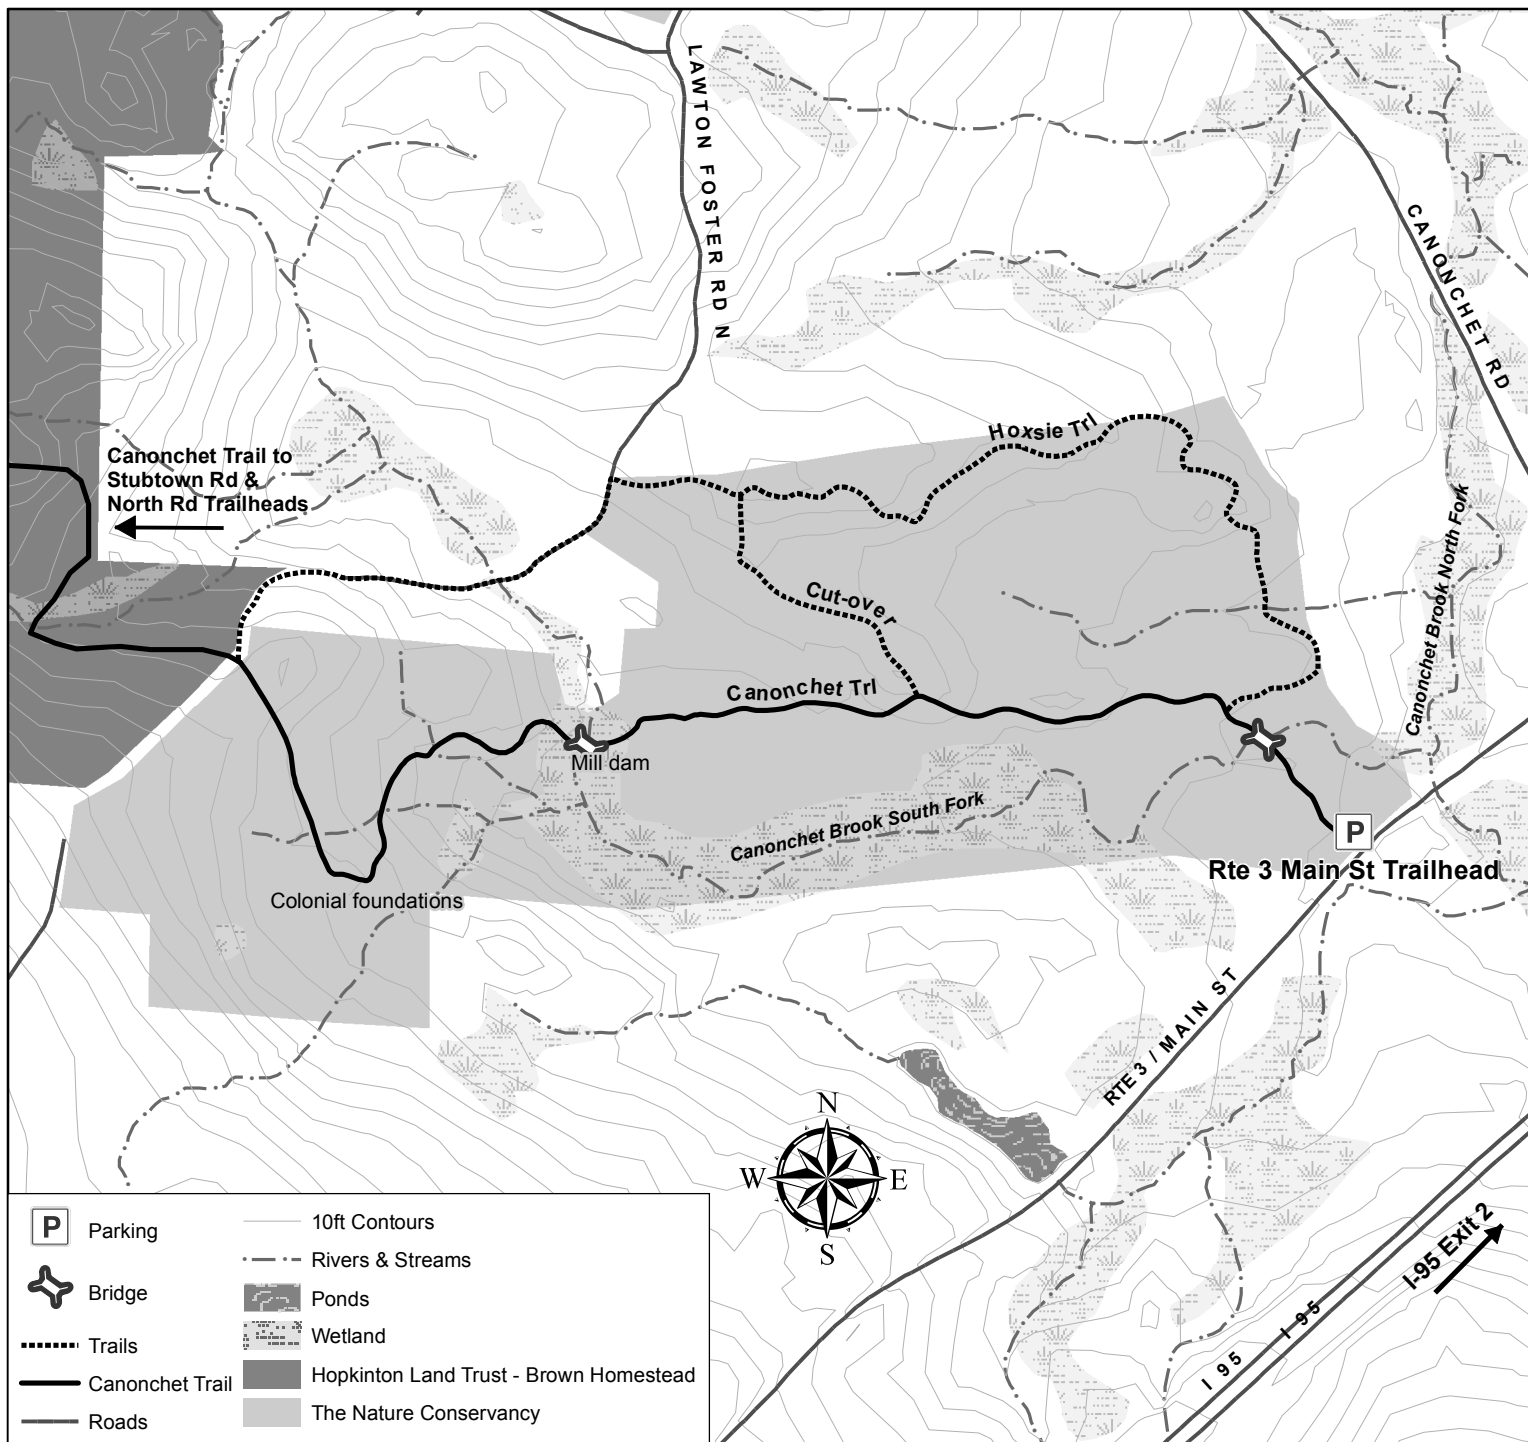 LAWTON FOSTER RD N
CANONCHET RD
Hoxsie Trl
Canonchet Trail to
Stubtown Rd &
North Rd Trailheads
Canonchet Brook North Fork
Cut-over
Canonchet Trl
Mill dam
Canonchet Brook South Fork
P
Rte 3 Main St Trailhead
Colonial foundations
RTE 3 / MAIN ST
N
W
E
S
I-95 Exit 2
I 95
I 95
P
Parking
Bridge
Trails
Canonchet Trail
Roads
10ft Contours
Rivers & Streams
Ponds
Wetland
Hopkinton Land Trust - Brown Homestead
The Nature Conservancy